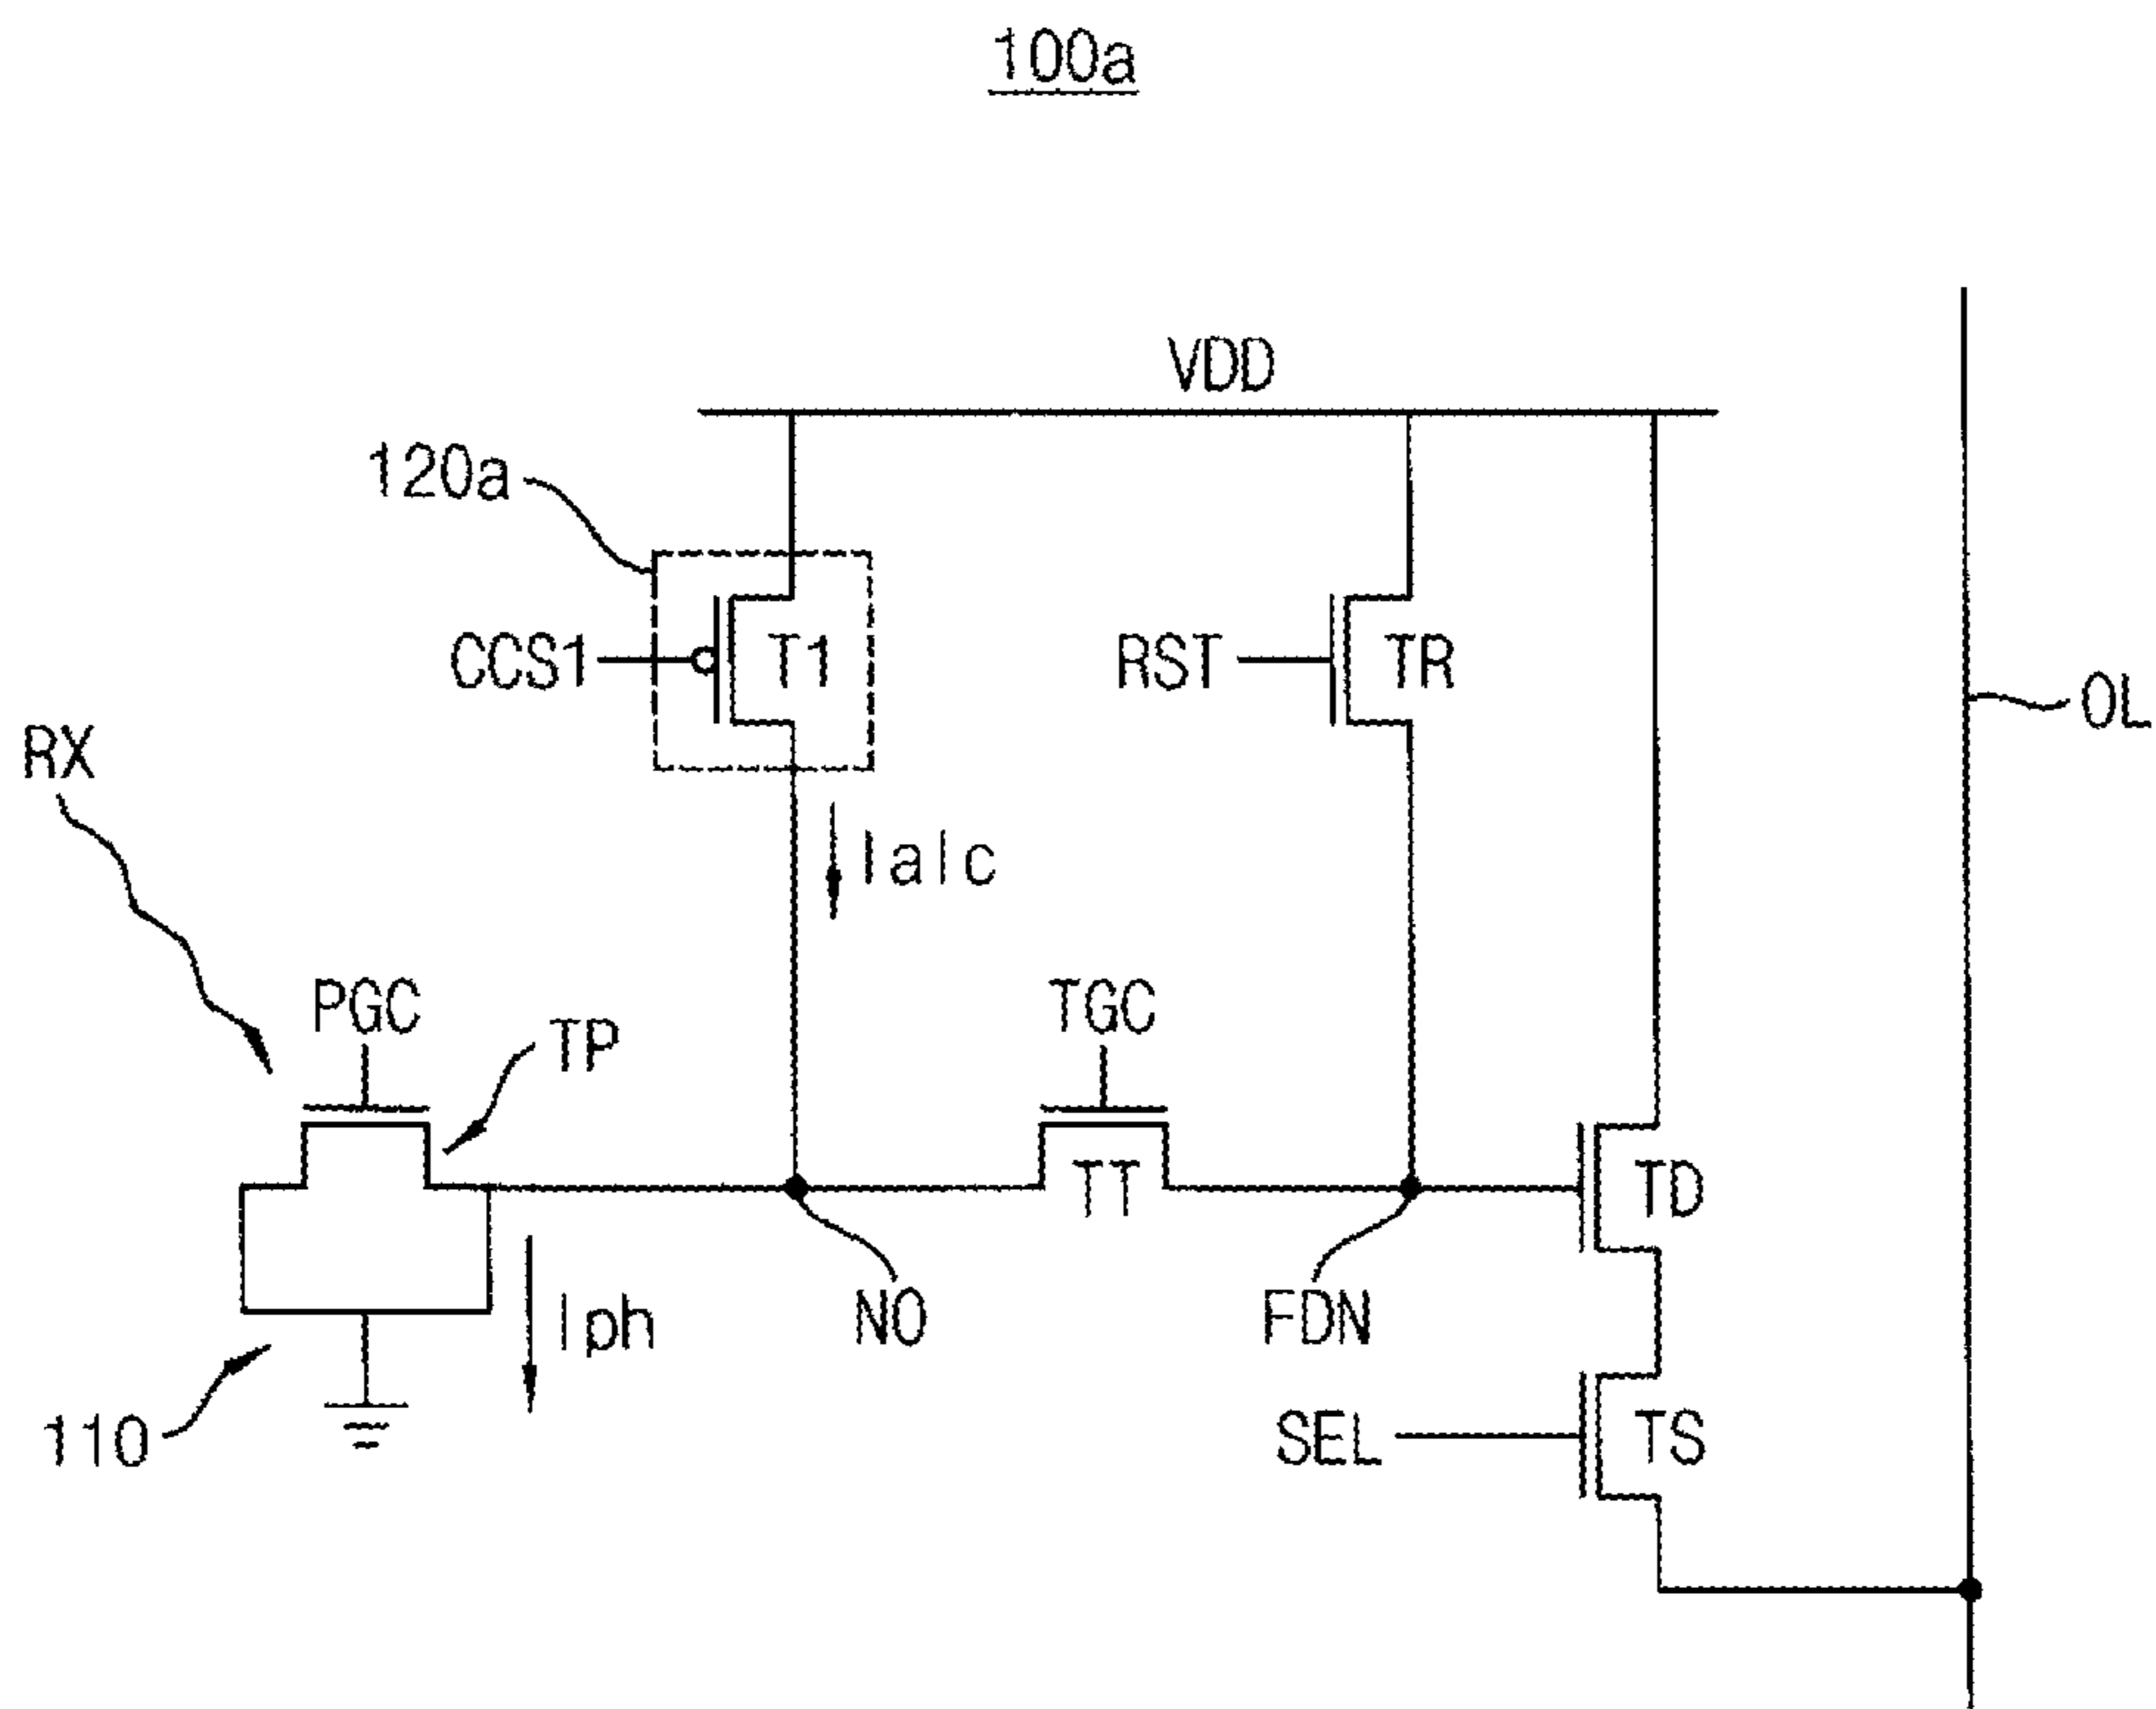 100a
VDD
120a
CCS1
T1
RST
TR
OL
RX
Ialc
PGC
TP
TGC
TT
TD
Iph
NO
FDN
110
SEL
TS